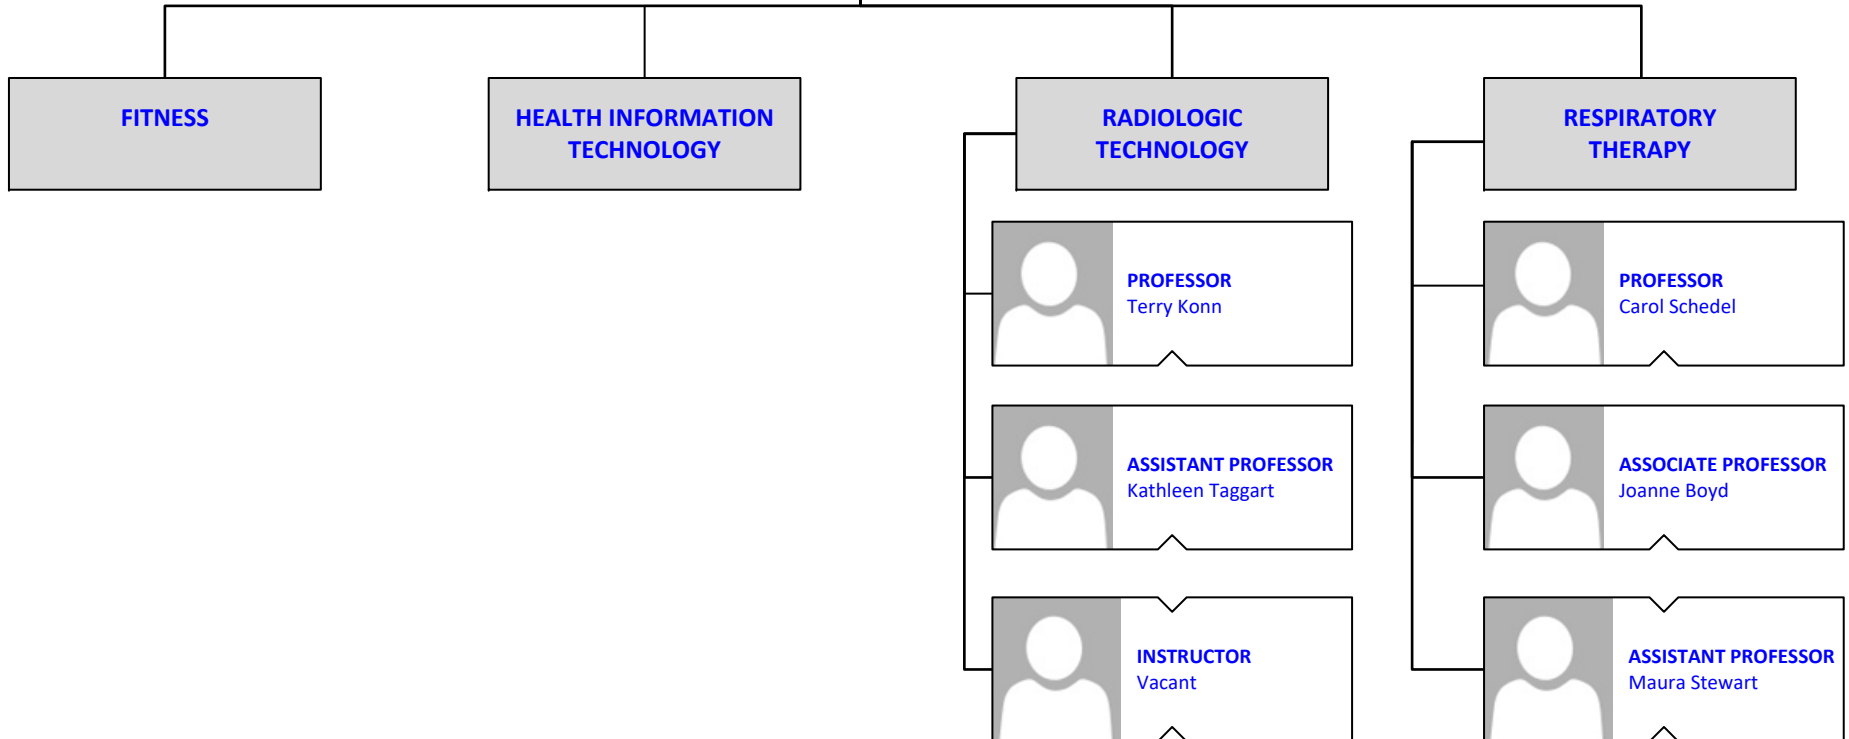 FITNESS
HEALTH INFORMATION
TECHNOLOGY
RADIOLOGIC
TECHNOLOGY
RESPIRATORY
THERAPY
PROFESSOR
Terry Konn
PROFESSOR
Carol Schedel
ASSISTANT PROFESSOR
Kathleen Taggart
ASSOCIATE PROFESSOR
Joanne Boyd
INSTRUCTOR
Vacant
ASSISTANT PROFESSOR
Maura Stewart